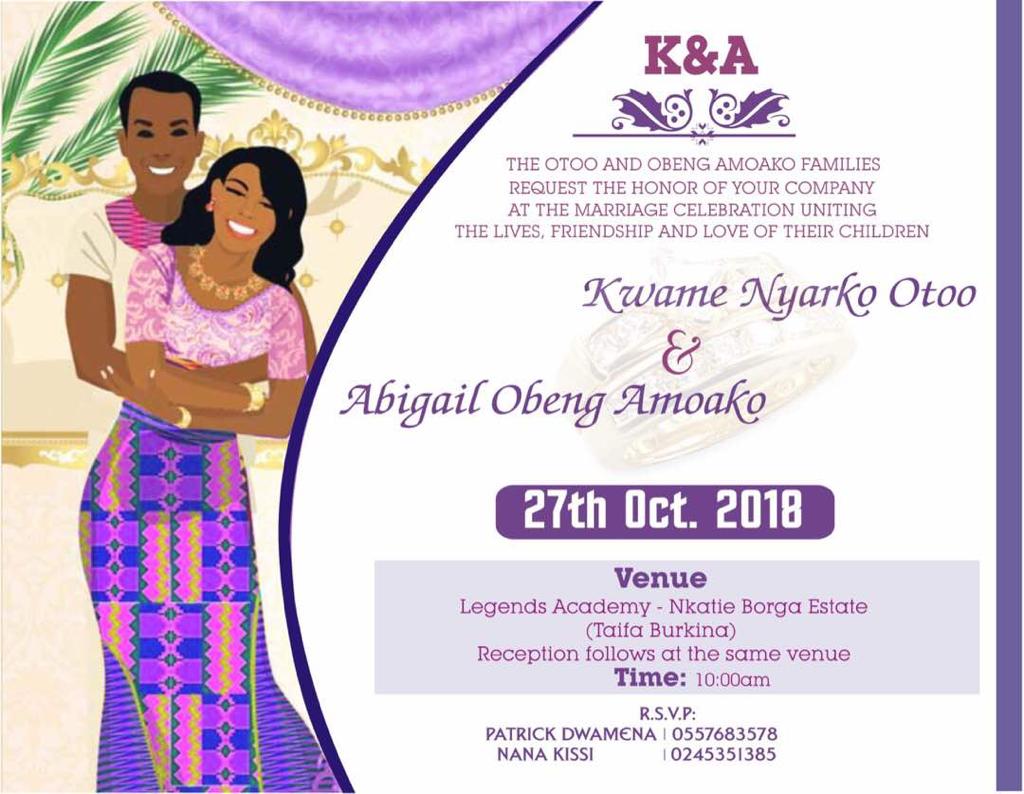 K&A
THE OTOO AND OBENG AMOAKO FAMILIES
REQUEST THE HONOR OF YOUR COMPANY
AT THE MARRIAGE CELEBRATION UNITING
THE LIVES, FRIENDSHIP AND LOVE OF THEIR CHILDREN
Kwame Nyarko Otoo
&
Abigail Obeng Amoako
27th Oct. 2018
Venue
Legends Academy - Nkatie Borga Estate
(Taifa Burkina)
Reception follows at the same venue
Time: 10:00am
R.S.V.P:
PATRICK DWAMENA | 0557683578
NANA KISSI | 0245351385